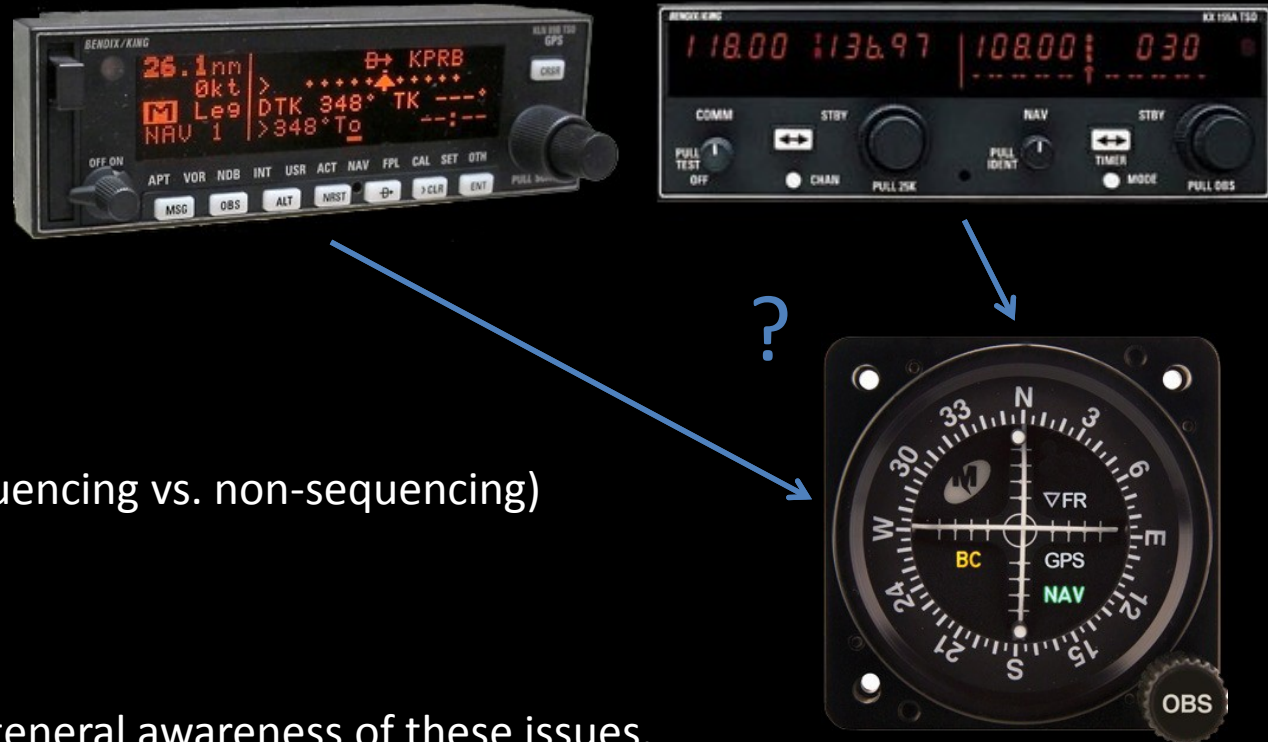 BENDIX/KING
GPS
26.1nm
KPRB
0kt
>
M Leg
DTK 348° TK ---°
NAV 1
>348°To
--:--
CRSR
OFF ON
APT VOR NDB INT USR ACT NAV FPL CAL SET OTH
MSG OBS ALT NRST >CLR ENT
BENDIX/KING
KX 155A TSO
118.00 136.97 108.00 030
COMM STBY NAV STBY
PULL TEST
OFF
CHAN
PULL 25K
PULL IDENT
TIMER
MODE
PULL OBS
?
uencing vs. non-sequencing)
general awareness of these issues.
N
33 3
30 6
W E
24 12
21 15
S
▽FR
BC GPS
NAV
OBS